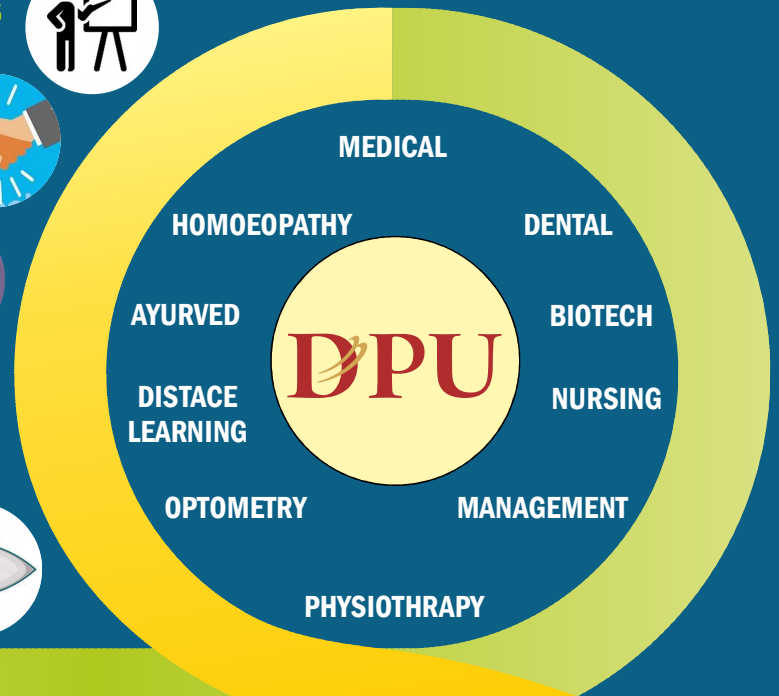 MEDICAL
HOMOEOPATHY
DENTAL
AYURVED
BIOTECH
DPU
DISTACE
LEARNING
NURSING
OPTOMETRY
MANAGEMENT
PHYSIOTHRAPY